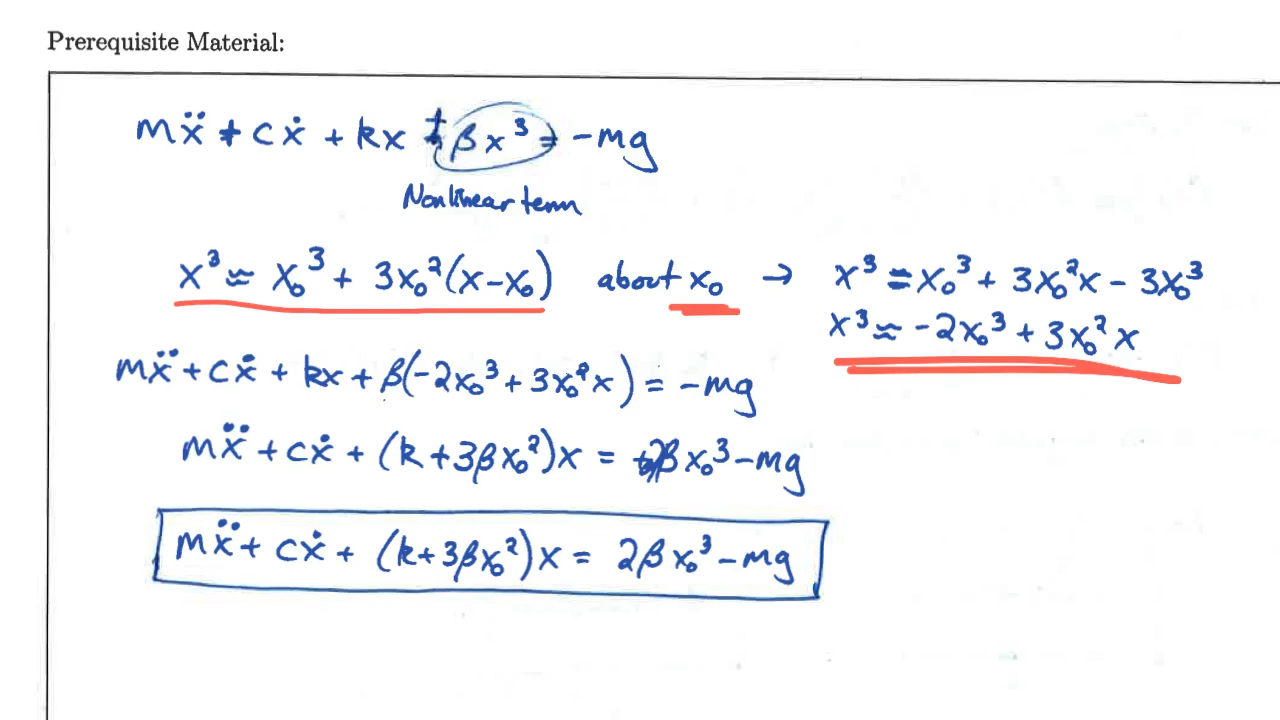 Prerequisite Material:
mẍ + cẋ + kx + βx³ = -mg
Nonlinear term
x³ ≈ x₀³ + 3x₀²(x-x₀) about x₀ → x³ = x₀³ + 3x₀²x - 3x₀³
x³ ≈ -2x₀³ + 3x₀²x
mẍ + cẋ + kx + β(-2x₀³ + 3x₀²x) = -mg
mẍ + cẋ + (k + 3βx₀²)x = +2βx₀³ - mg
mẍ + cẋ + (k + 3βx₀²)x = 2βx₀³ - mg